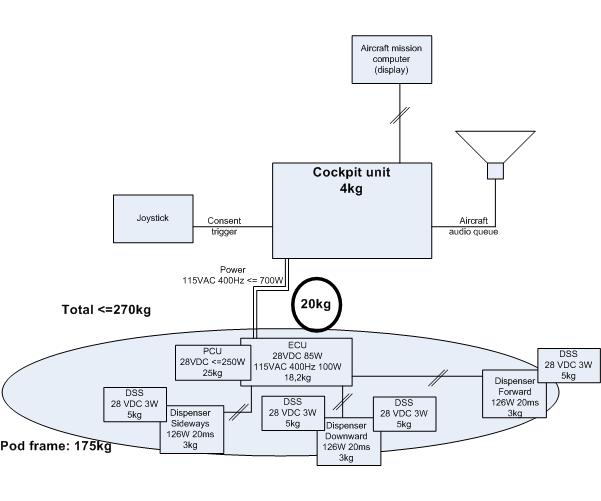 Aircraft mission
computer
(display)
Cockpit unit
4kg
Joystick
Consent
trigger
Aircraft
audio queue
Power
115VAC 400Hz <= 700W
20kg
Total <=270kg
PCU
28VDC <=250W
25kg
ECU
28VDC 85W
115VAC 400Hz 100W
18,2kg
DSS
28 VDC 3W
5kg
Dispenser
Forward
126W 20ms
3kg
DSS
28 VDC 3W
5kg
Dispenser
Sideways
126W 20ms
3kg
DSS
28 VDC 3W
5kg
Dispenser
Downward
126W 20ms
3kg
DSS
28 VDC 3W
5kg
Pod frame: 175kg